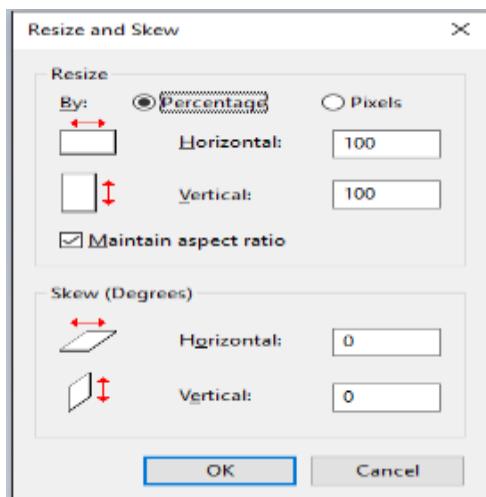 Resize and Skew
Resize
By: Percentage Pixels
Horizontal: 100
Vertical: 100
Maintain aspect ratio
Skew (Degrees)
Horizontal: 0
Vertical: 0
OK Cancel